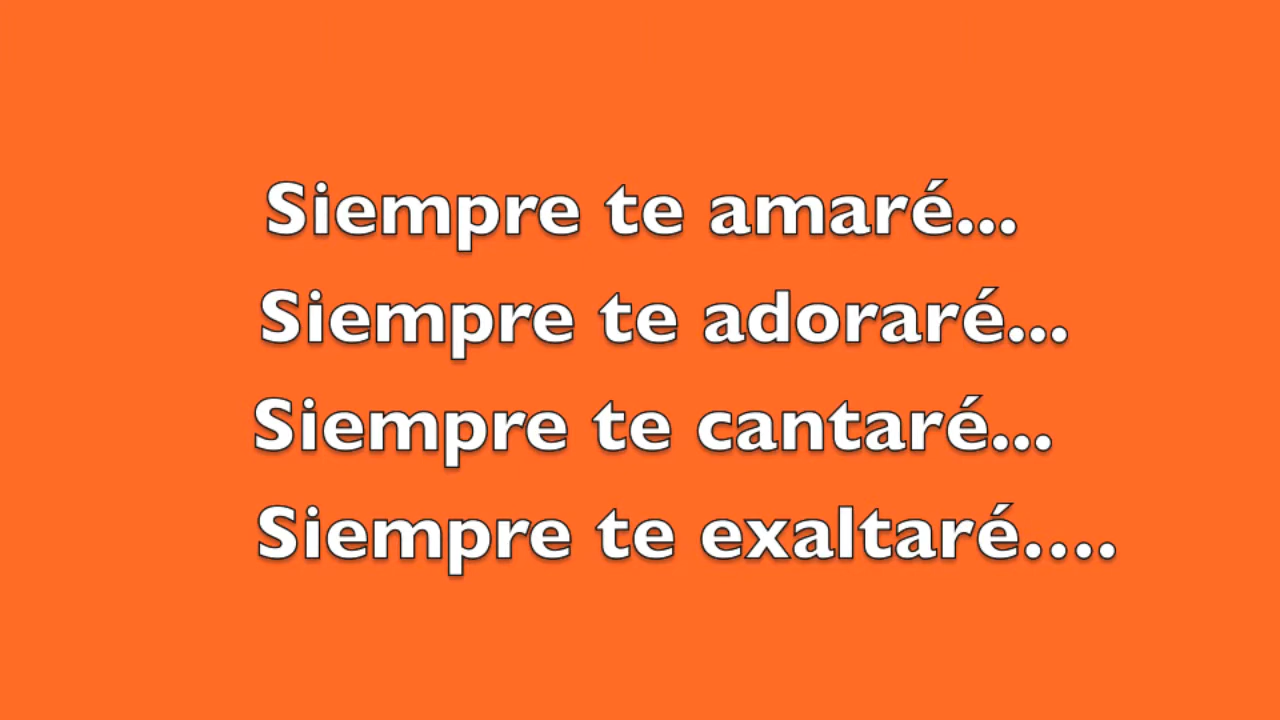 Siempre te amaré...
Siempre te adoraré...
Siempre te cantaré...
Siempre te exaltaré....